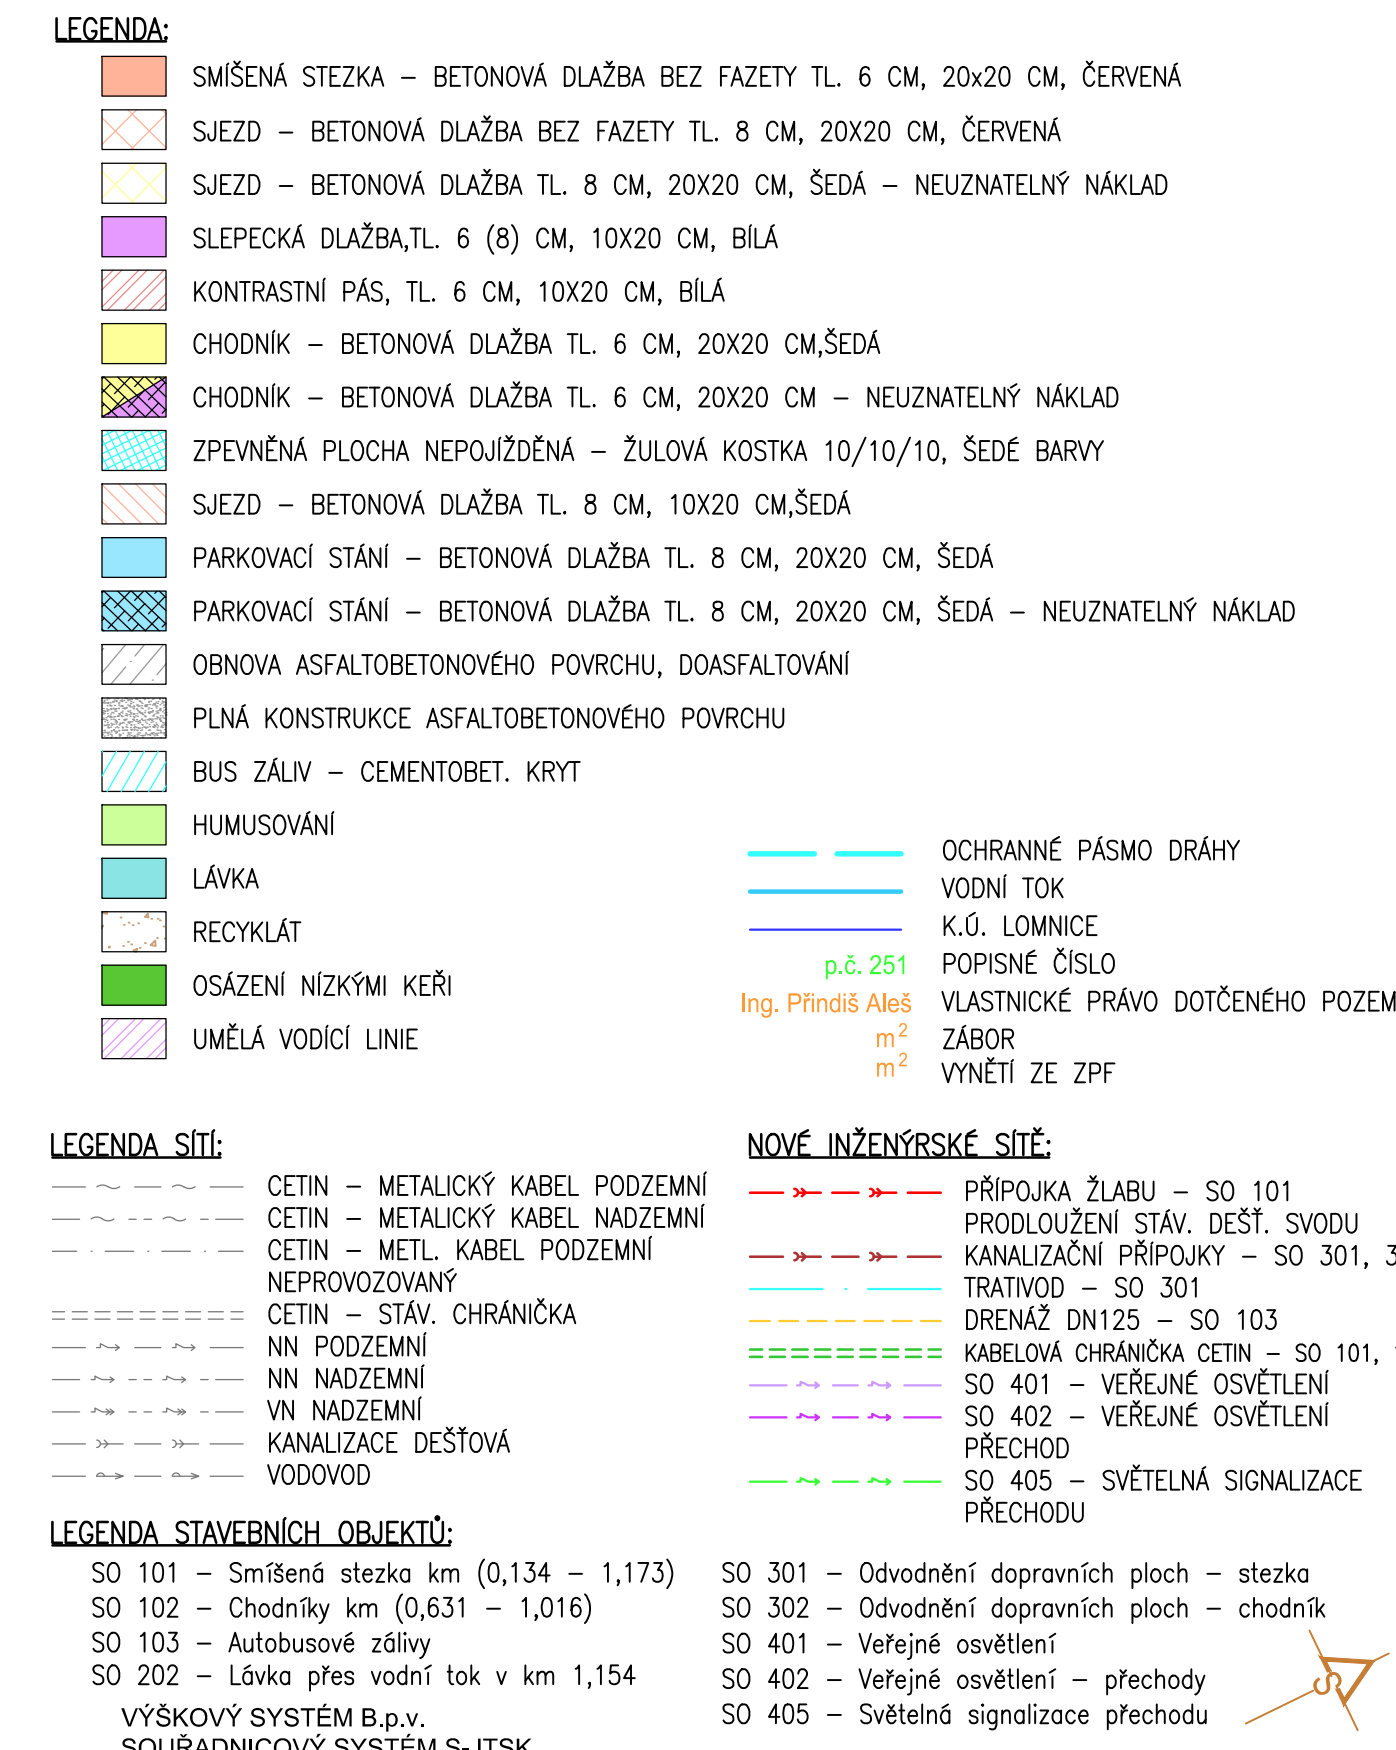 LEGENDA:
SMÍŠENÁ STEZKA – BETONOVÁ DLAŽBA BEZ FAZETY TL. 6 CM, 20x20 CM, ČERVENÁ
SJEZD – BETONOVÁ DLAŽBA BEZ FAZETY TL. 8 CM, 20X20 CM, ČERVENÁ
SJEZD – BETONOVÁ DLAŽBA TL. 8 CM, 20X20 CM, ŠEDÁ – NEUZNATELNÝ NÁKLAD
SLEPECKÁ DLAŽBA,TL. 6 (8) CM, 10X20 CM, BÍLÁ
KONTRASTNÍ PÁS, TL. 6 CM, 10X20 CM, BÍLÁ
CHODNÍK – BETONOVÁ DLAŽBA TL. 6 CM, 20X20 CM,ŠEDÁ
CHODNÍK – BETONOVÁ DLAŽBA TL. 6 CM, 20X20 CM – NEUZNATELNÝ NÁKLAD
ZPEVNĚNÁ PLOCHA NEPOJÍŽDĚNÁ – ŽULOVÁ KOSTKA 10/10/10, ŠEDÉ BARVY
SJEZD – BETONOVÁ DLAŽBA TL. 8 CM, 10X20 CM,ŠEDÁ
PARKOVACÍ STÁNÍ – BETONOVÁ DLAŽBA TL. 8 CM, 20X20 CM, ŠEDÁ
PARKOVACÍ STÁNÍ – BETONOVÁ DLAŽBA TL. 8 CM, 20X20 CM, ŠEDÁ – NEUZNATELNÝ NÁKLAD
OBNOVA ASFALTOBETONOVÉHO POVRCHU, DOASFALTOVÁNÍ
PLNÁ KONSTRUKCE ASFALTOBETONOVÉHO POVRCHU
BUS ZÁLIV – CEMENTOBET. KRYT
HUMUSOVÁNÍ
LÁVKA
RECYKLÁT
OSÁZENÍ NÍZKÝMI KEŘI
UMĚLÁ VODÍCÍ LINIE
OCHRANNÉ PÁSMO DRÁHY
VODNÍ TOK
K.Ú. LOMNICE
p.č. 251 POPISNÉ ČÍSLO
Ing. Přindiš Aleš VLASTNICKÉ PRÁVO DOTČENÉHO POZEM
m² ZÁBOR
m² VYNĚTÍ ZE ZPF
LEGENDA SÍTÍ:
CETIN – METALICKÝ KABEL PODZEMNÍ
CETIN – METALICKÝ KABEL NADZEMNÍ
CETIN – METL. KABEL PODZEMNÍ
NEPROVOZOVANÝ
CETIN – STÁV. CHRÁNIČKA
NN PODZEMNÍ
NN NADZEMNÍ
VN NADZEMNÍ
KANALIZACE DEŠŤOVÁ
VODOVOD
NOVÉ INŽENÝRSKÉ SÍTĚ:
PŘÍPOJKA ŽLABU – SO 101
PRODLOUŽENÍ STÁV. DEŠŤ. SVODU
KANALIZAČNÍ PŘÍPOJKY – SO 301, 3
TRATIVOD – SO 301
DRENÁŽ DN125 – SO 103
KABELOVÁ CHRÁNIČKA CETIN – SO 101,
SO 401 – VEŘEJNÉ OSVĚTLENÍ
SO 402 – VEŘEJNÉ OSVĚTLENÍ
PŘECHOD
SO 405 – SVĚTELNÁ SIGNALIZACE
PŘECHODU
LEGENDA STAVEBNÍCH OBJEKTŮ:
SO 101 – Smíšená stezka km (0,134 – 1,173)
SO 102 – Chodníky km (0,631 – 1,016)
SO 103 – Autobusové zálivy
SO 202 – Lávka přes vodní tok v km 1,154
SO 301 – Odvodnění dopravních ploch – stezka
SO 302 – Odvodnění dopravních ploch – chodník
SO 401 – Veřejné osvětlení
SO 402 – Veřejné osvětlení – přechody
SO 405 – Světelná signalizace přechodu
S
VÝŠKOVÝ SYSTÉM B.p.v.
SOUŘADNICOVÝ SYSTÉM S-JTSK